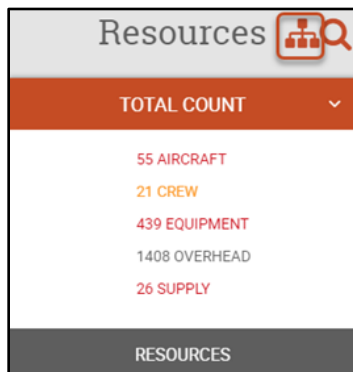 Resources
TOTAL COUNT
55 AIRCRAFT
21 CREW
439 EQUIPMENT
1408 OVERHEAD
26 SUPPLY
RESOURCES